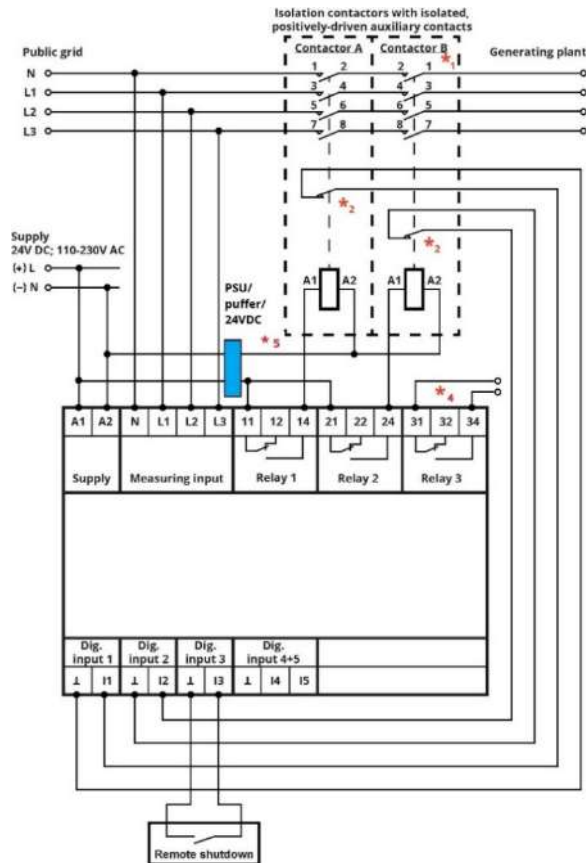 Isolation contactors with isolated,
positively-driven auxiliary contacts
Public grid
Contactor A
Contactor B
*1
Generating plant
N
1 2
2 1
L1
3 4
4 3
L2
5 6
6 5
L3
7 8
8 7
*2
*2
Supply
24V DC; 110-230V AC
(+) L
(−) N
PSU/
puffer/
24VDC
A1 A2
A1 A2
*5
*4
A1 A2 N L1 L2 L3 11 12 14 21 22 24 31 32 34
Supply
Measuring input
Relay 1
Relay 2
Relay 3
Dig.
input 1
Dig.
input 2
Dig.
input 3
Dig.
input 4+5
⊥ I1 ⊥ I2 ⊥ I3 ⊥ I4 I5
Remote shutdown